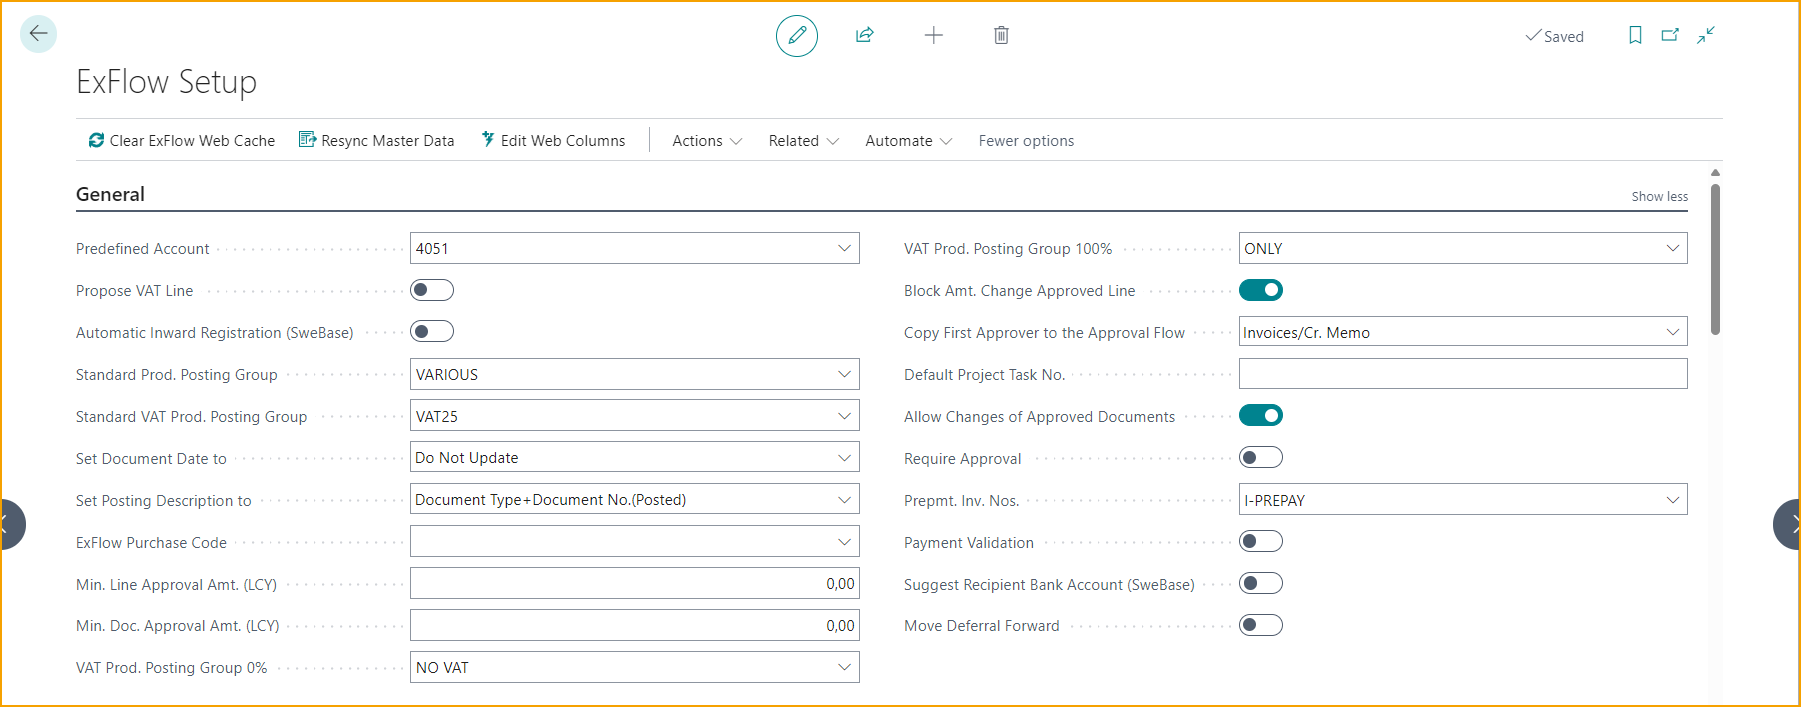 Saved
ExFlow Setup
Clear ExFlow Web Cache Resync Master Data Edit Web Columns Actions Related Automate Fewer options
General Show less
Predefined Account 4051
Propose VAT Line
Automatic Inward Registration (SweBase)
Standard Prod. Posting Group VARIOUS
Standard VAT Prod. Posting Group VAT25
Set Document Date to Do Not Update
Set Posting Description to Document Type+Document No.(Posted)
ExFlow Purchase Code
Min. Line Approval Amt. (LCY) 0,00
Min. Doc. Approval Amt. (LCY) 0,00
VAT Prod. Posting Group 0% NO VAT
VAT Prod. Posting Group 100% ONLY
Block Amt. Change Approved Line
Copy First Approver to the Approval Flow Invoices/Cr. Memo
Default Project Task No.
Allow Changes of Approved Documents
Require Approval
Prepmt. Inv. Nos. I-PREPAY
Payment Validation
Suggest Recipient Bank Account (SweBase)
Move Deferral Forward